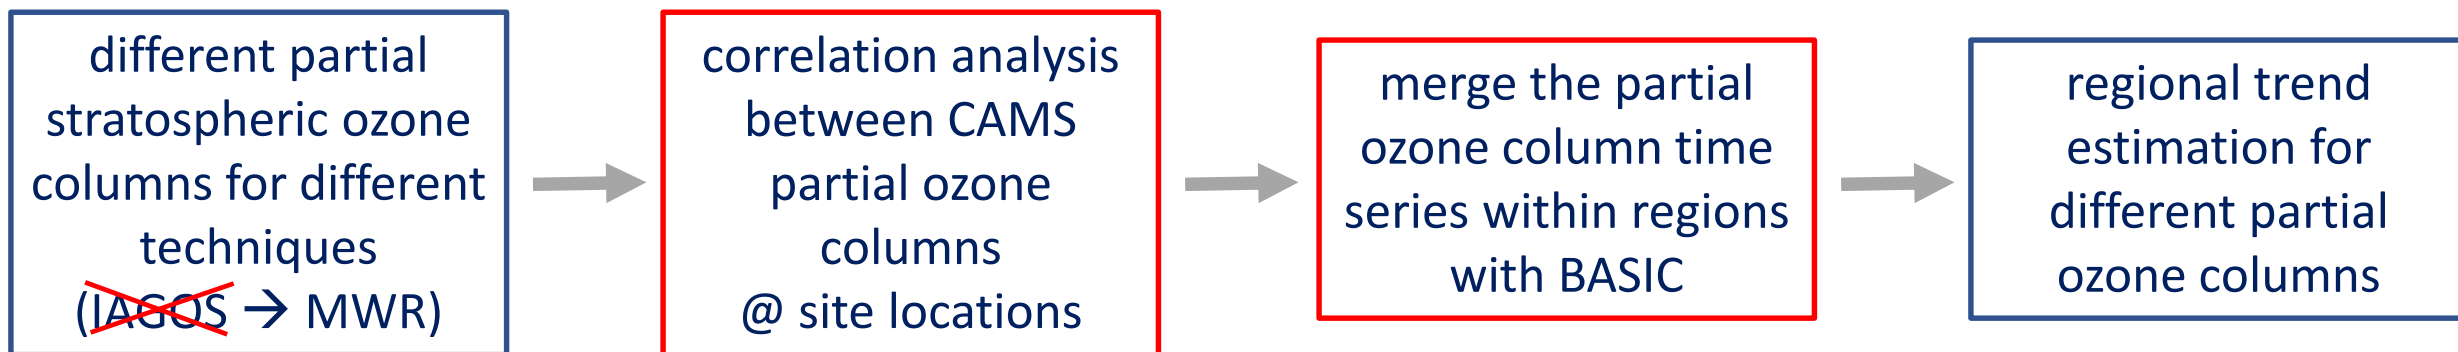 different partial
stratospheric ozone
columns for different
techniques
(IAGOS → MWR)
correlation analysis
between CAMS
partial ozone
columns
@ site locations
merge the partial
ozone column time
series within regions
with BASIC
regional trend
estimation for
different partial
ozone columns